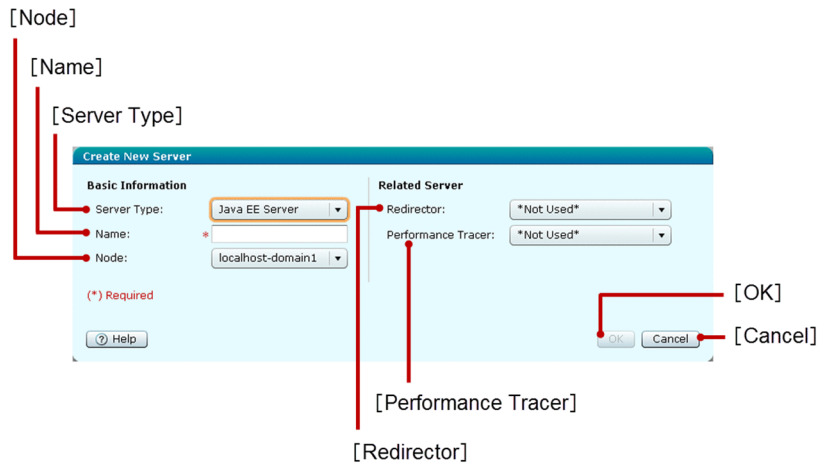 [Node]
[Name]
[Server Type]
Create New Server
Basic Information
Server Type:
Java EE Server
Name:
*
Node:
localhost-domain1
(*) Required
Help
Related Server
Redirector:
*Not Used*
Performance Tracer:
*Not Used*
OK
Cancel
[OK]
[Cancel]
[Performance Tracer]
[Redirector]